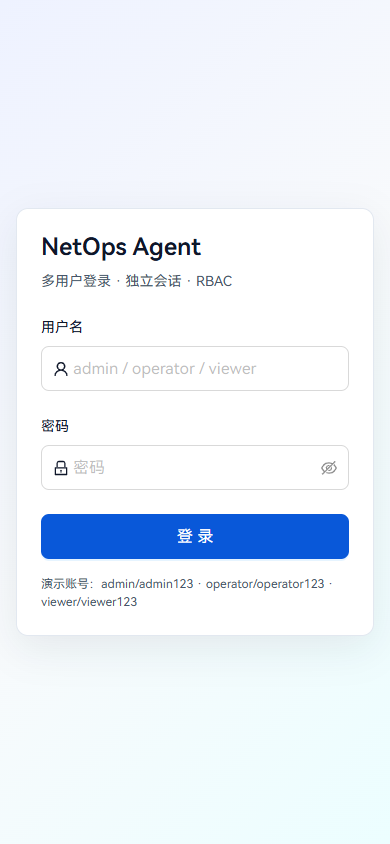 NetOps Agent
多用户登录 · 独立会话 · RBAC
用户名
admin / operator / viewer
密码
密码
登 录
演示账号：admin/admin123 · operator/operator123 ·
viewer/viewer123